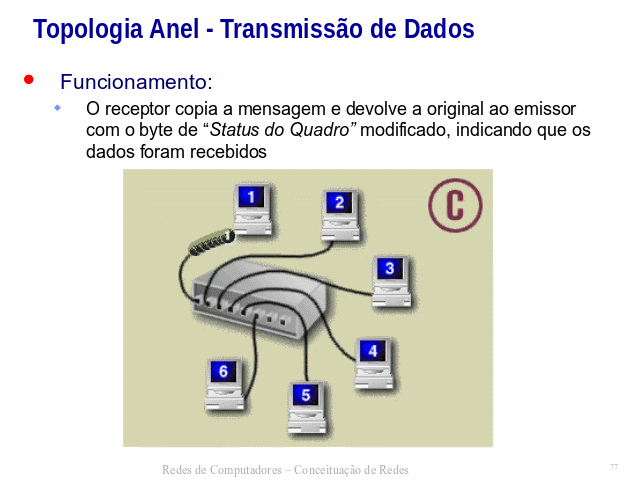 Topologia Anel - Transmissão de Dados
Funcionamento:
O receptor copia a mensagem e devolve a original ao emissor
com o byte de “Status do Quadro” modificado, indicando que os
dados foram recebidos
1
2
C
3
4
6
5
Redes de Computadores – Conceituação de Redes
77